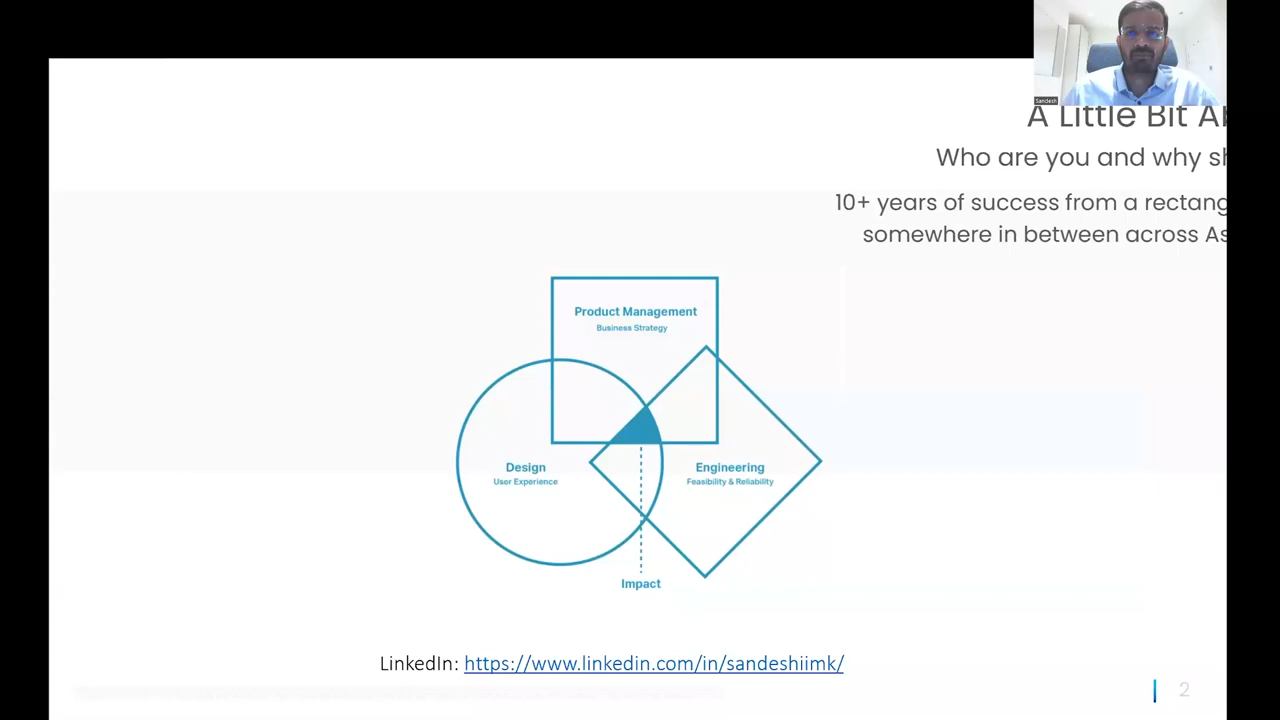 Sandesh
A Little Bit A
Who are you and why sh
10+ years of success from a rectang
somewhere in between across As
Product Management
Business Strategy
Design
User Experience
Engineering
Feasibility & Reliability
Impact
LinkedIn: https://www.linkedin.com/in/sandeshiimk/
2